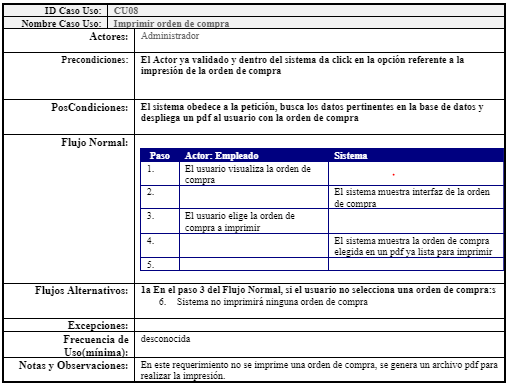 ID Caso Uso: CU08
Nombre Caso Uso: Imprimir orden de compra
Actores: Administrador
Precondiciones: El Actor ya validado y dentro del sistema da click en la opción referente a la
impresión de la orden de compra
PosCondiciones: El sistema obedece a la petición, busca los datos pertinentes en la base de datos y
despliega un pdf al usuario con la orden de compra
Flujo Normal:
Paso Actor: Empleado Sistema
1. El usuario visualiza la orden de
compra
2. El sistema muestra interfaz de la orden
de compra
3. El usuario elige la orden de
compra a imprimir
4. El sistema muestra la orden de compra
elegida en un pdf ya lista para imprimir
5.
Flujos Alternativos: 1a En el paso 3 del Flujo Normal, si el usuario no selecciona una orden de compra:s
6. Sistema no imprimirá ninguna orden de compra
Excepciones:
Frecuencia de desconocida
Uso(mínima):
Notas y Observaciones: En este requerimiento no se imprime una orden de compra, se genera un archivo pdf para
realizar la impresión.